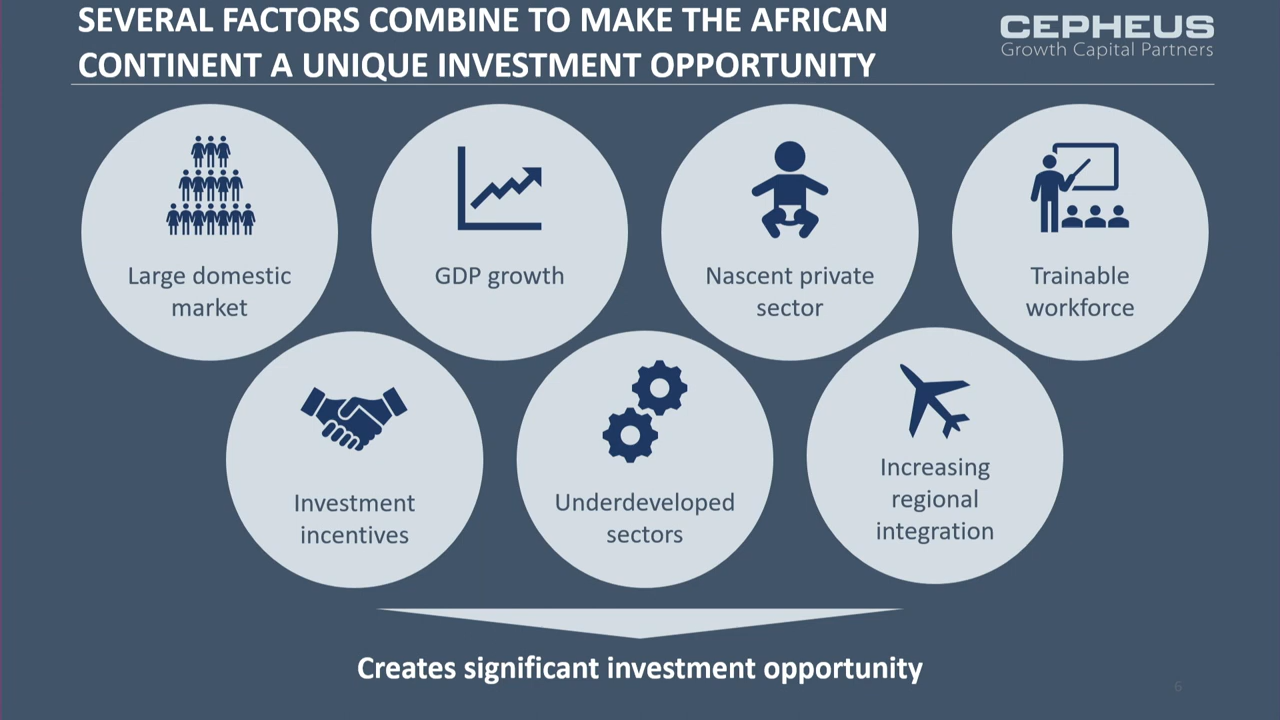 SEVERAL FACTORS COMBINE TO MAKE THE AFRICAN
CONTINENT A UNIQUE INVESTMENT OPPORTUNITY
CEPHEUS
Growth Capital Partners
Large domestic
market
GDP growth
Nascent private
sector
Trainable
workforce
Investment
incentives
Underdeveloped
sectors
Increasing
regional
integration
Creates significant investment opportunity
6